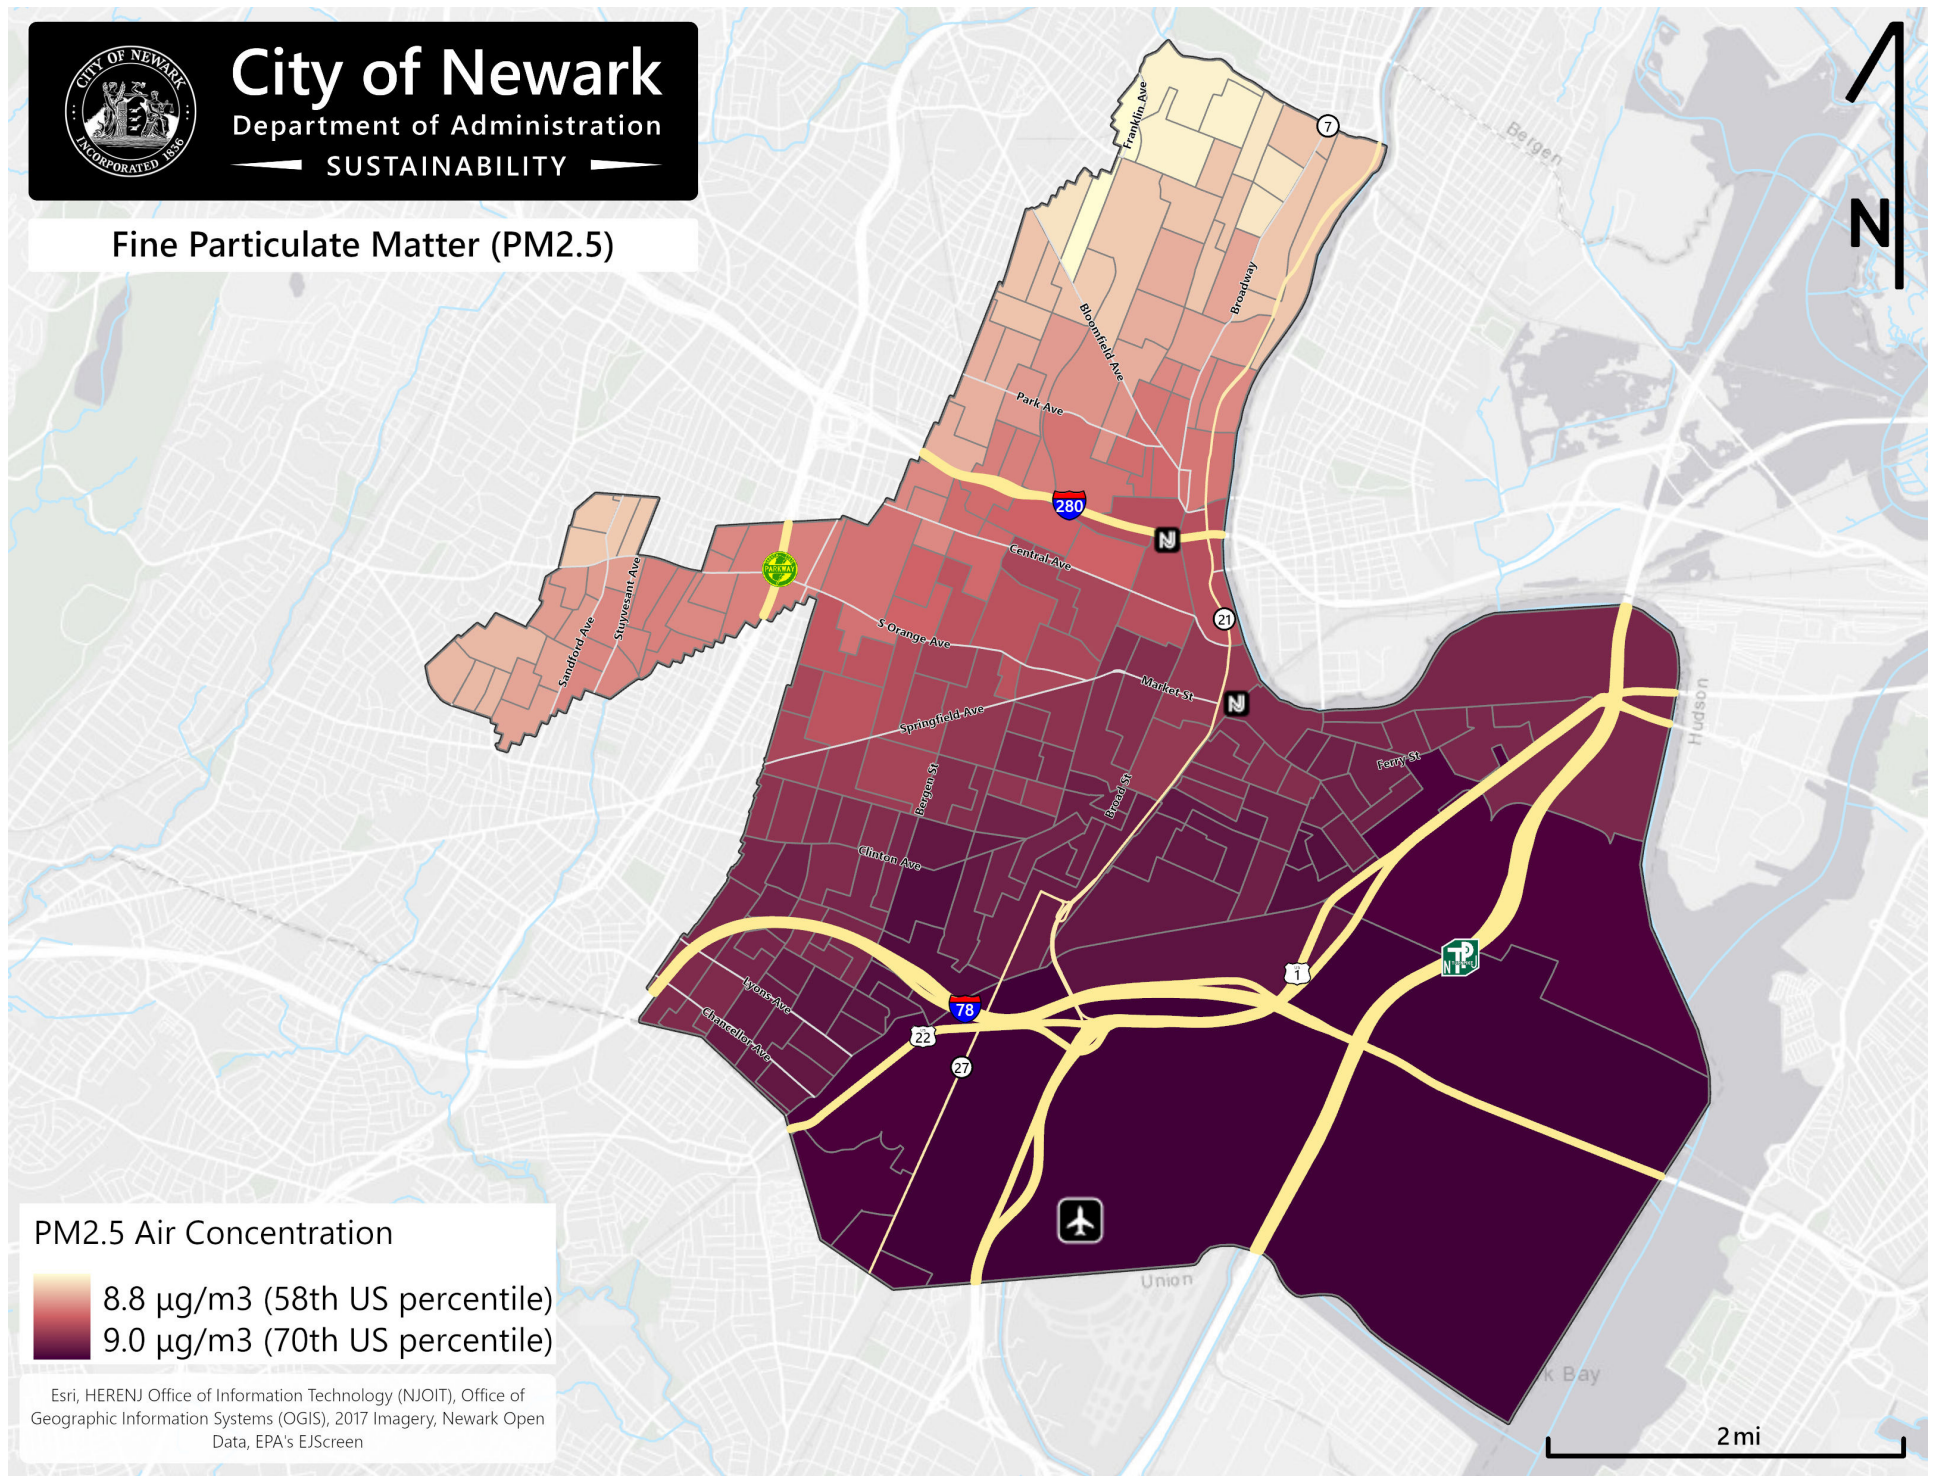 CITY OF NEWARK
INCORPORATED 1836
City of Newark
Department of Administration
SUSTAINABILITY
Fine Particulate Matter (PM2.5)
Franklin Ave
7
Bergen
N
Broadway
Bloomfield Ave
Park Ave
280
Central Ave
PARKWAY
Stuyvesant Ave
Sandford Ave
21
S Orange Ave
Market St
Springfield Ave
Hudson
Ferry St
Bergen St
Broad St
Clinton Ave
Lyons Ave
Chancellor Ave
1
78
22
27
Union
k Bay
PM2.5 Air Concentration
8.8 µg/m3 (58th US percentile)
9.0 µg/m3 (70th US percentile)
Esri, HERENJ Office of Information Technology (NJOIT), Office of
Geographic Information Systems (OGIS), 2017 Imagery, Newark Open
Data, EPA's EJScreen
2 mi